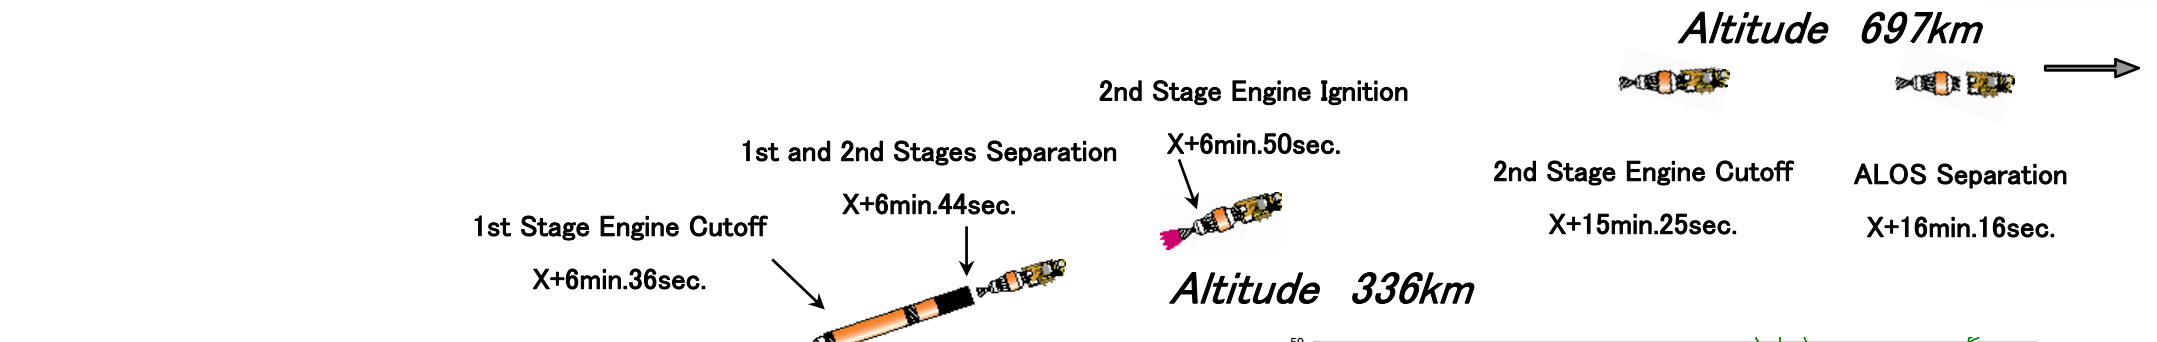 Altitude 697km
2nd Stage Engine Ignition
X+6min.50sec.
1st and 2nd Stages Separation
X+6min.44sec.
2nd Stage Engine Cutoff
X+15min.25sec.
ALOS Separation
X+16min.16sec.
1st Stage Engine Cutoff
X+6min.36sec.
Altitude 336km
50